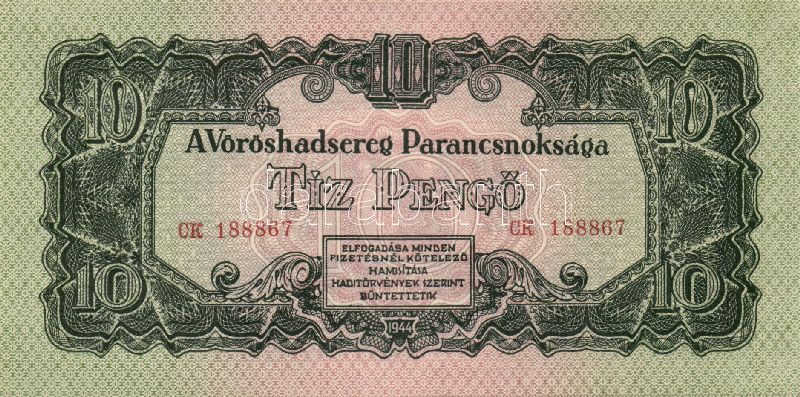 10
10 10
A Vöröshadsereg Parancsnoksága
TÍZ PENGŐ
CK 188867 CK 188867
ELFOGADÁSA MINDEN
FIZETÉSNÉL KÖTELEZŐ
HAMISÍTÁSA
HADITÖRVÉNYEK SZERINT
BÜNTETTETIK
10 10
1944